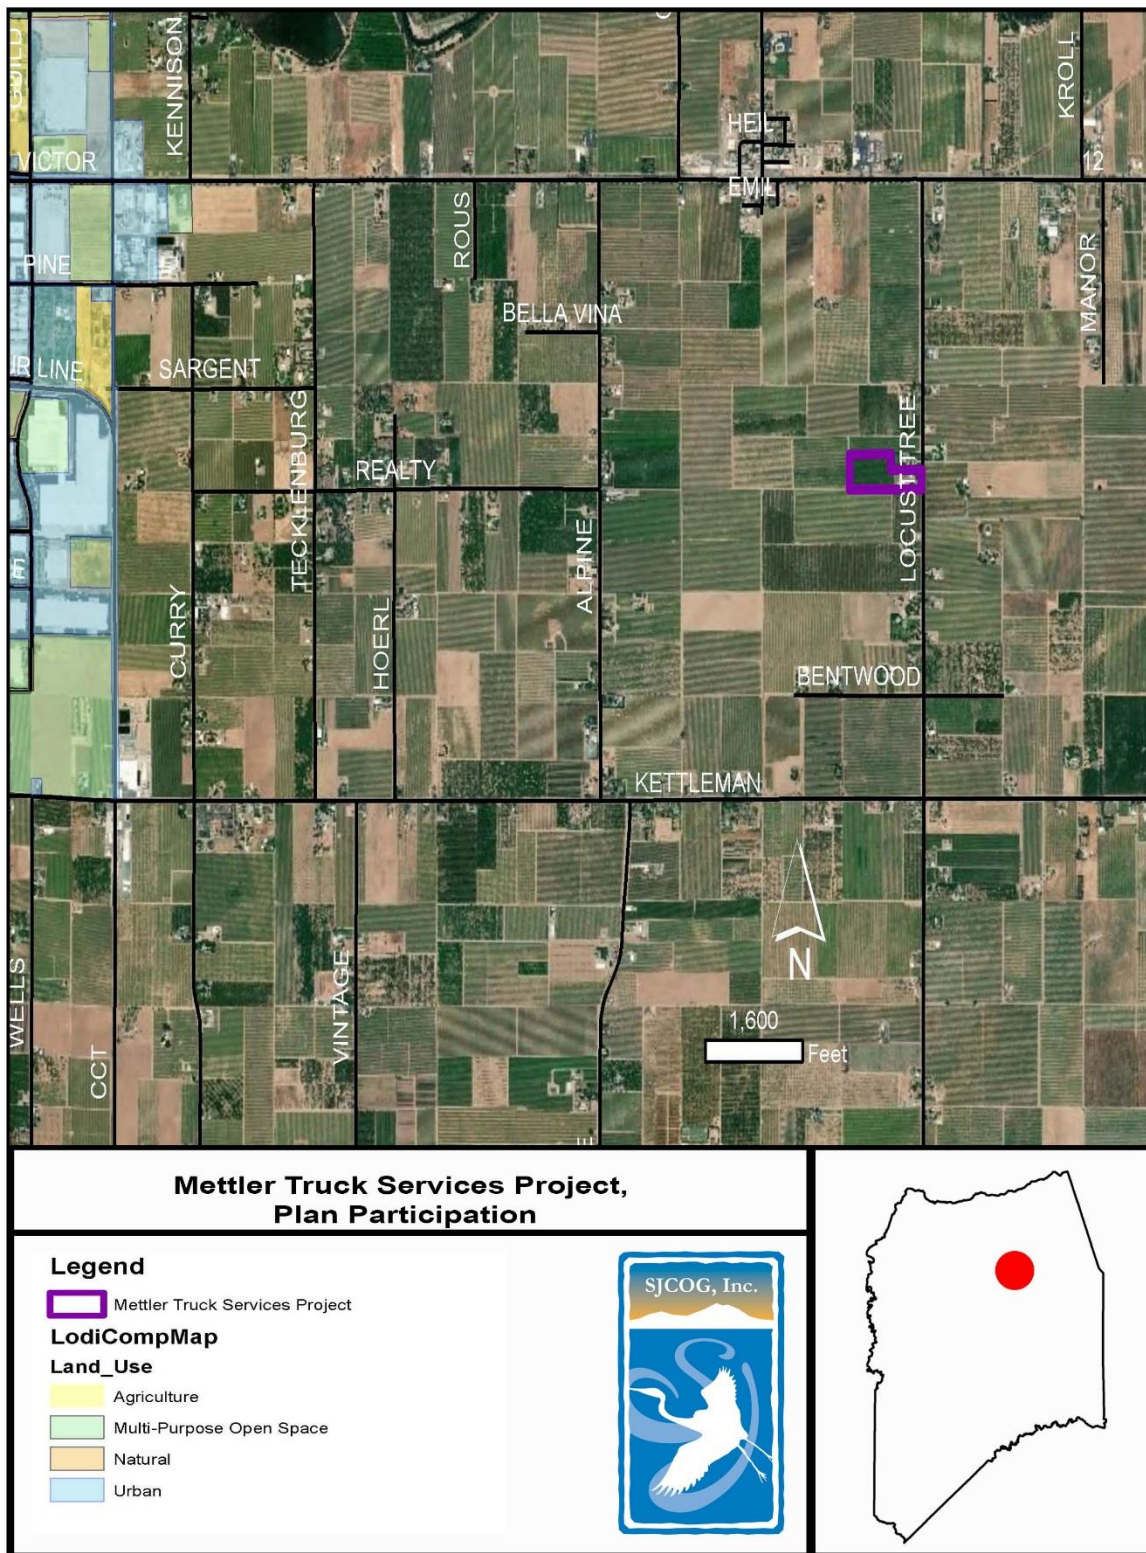 GUILD
KENNISON
KROLL
HEIL
VICTOR
12
EMIL
ROUS
PINE
MANOR
BELLA VINA
UR LINE
SARGENT
TECKLENBURG
LOCUST TREE
REALTY
ALPINE
E
CURRY
HOERL
BENTWOOD
KETTLEMAN
N
WELLS
VINTAGE
1,600
Feet
CCT
Mettler Truck Services Project,
Plan Participation
Legend
Mettler Truck Services Project
LodiCompMap
Land_Use
Agriculture
Multi-Purpose Open Space
Natural
Urban
SJCOG, Inc.